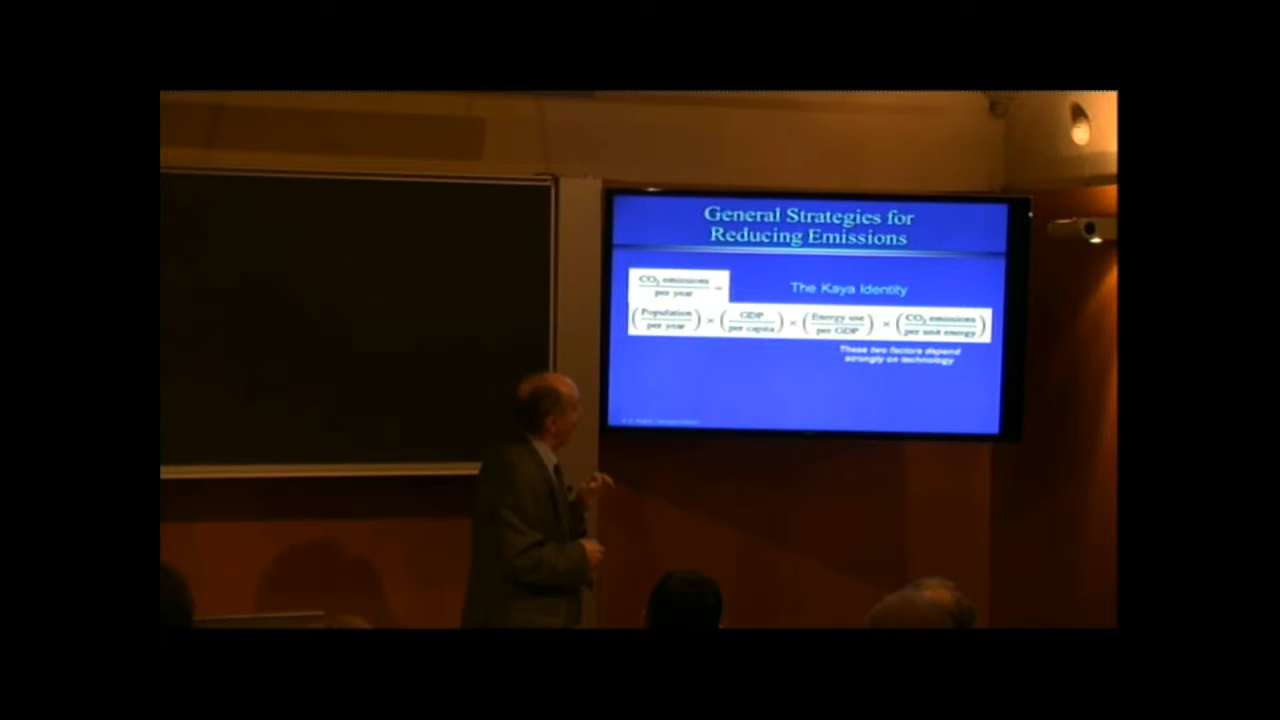 General Strategies for
Reducing Emissions
CO₂ emissions
per year
=
The Kaya Identity
(Population / per year) × (GDP / per capita) × (Energy use / per GDP) × (CO₂ emissions / per unit energy)
These two factors depend
strongly on technology